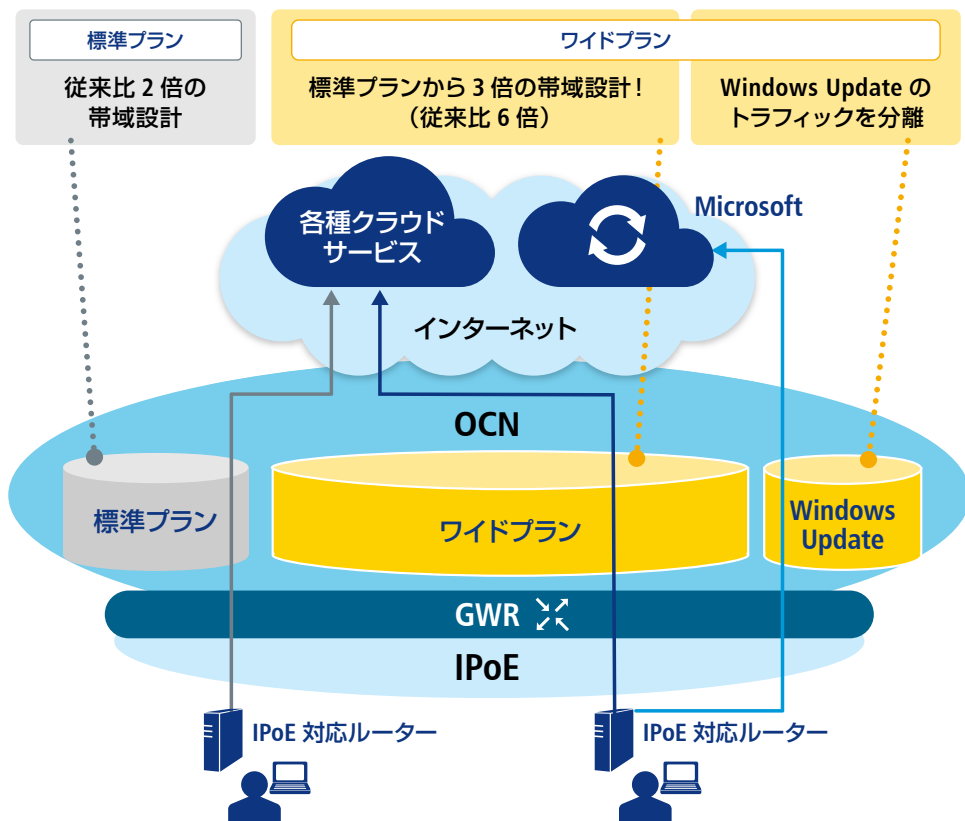 標準プラン
従来比 2 倍の
帯域設計
ワイドプラン
標準プランから 3 倍の帯域設計!
(従来比 6 倍)
Windows Update の
トラフィックを分離
各種クラウド
サービス
Microsoft
インターネット
OCN
標準プラン
ワイドプラン
Windows
Update
GWR
IPoE
IPoE 対応ルーター
IPoE 対応ルーター